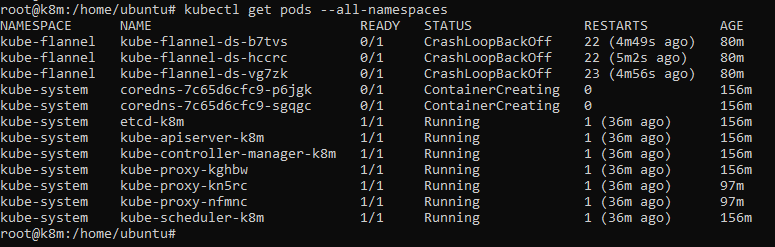 root@k8m:/home/ubuntu# kubectl get pods --all-namespaces
NAMESPACE NAME READY STATUS RESTARTS AGE
kube-flannel kube-flannel-ds-b7tvs 0/1 CrashLoopBackOff 22 (4m49s ago) 80m
kube-flannel kube-flannel-ds-hccrc 0/1 CrashLoopBackOff 22 (5m2s ago) 80m
kube-flannel kube-flannel-ds-vg7zk 0/1 CrashLoopBackOff 23 (4m56s ago) 80m
kube-system coredns-7c65d6cfc9-p6jgk 0/1 ContainerCreating 0 156m
kube-system coredns-7c65d6cfc9-sgqgc 0/1 ContainerCreating 0 156m
kube-system etcd-k8m 1/1 Running 1 (36m ago) 156m
kube-system kube-apiserver-k8m 1/1 Running 1 (36m ago) 156m
kube-system kube-controller-manager-k8m 1/1 Running 1 (36m ago) 156m
kube-system kube-proxy-kghbw 1/1 Running 1 (36m ago) 156m
kube-system kube-proxy-kn5rc 1/1 Running 1 (36m ago) 97m
kube-system kube-proxy-nfmnc 1/1 Running 1 (36m ago) 97m
kube-system kube-scheduler-k8m 1/1 Running 1 (36m ago) 156m
root@k8m:/home/ubuntu#